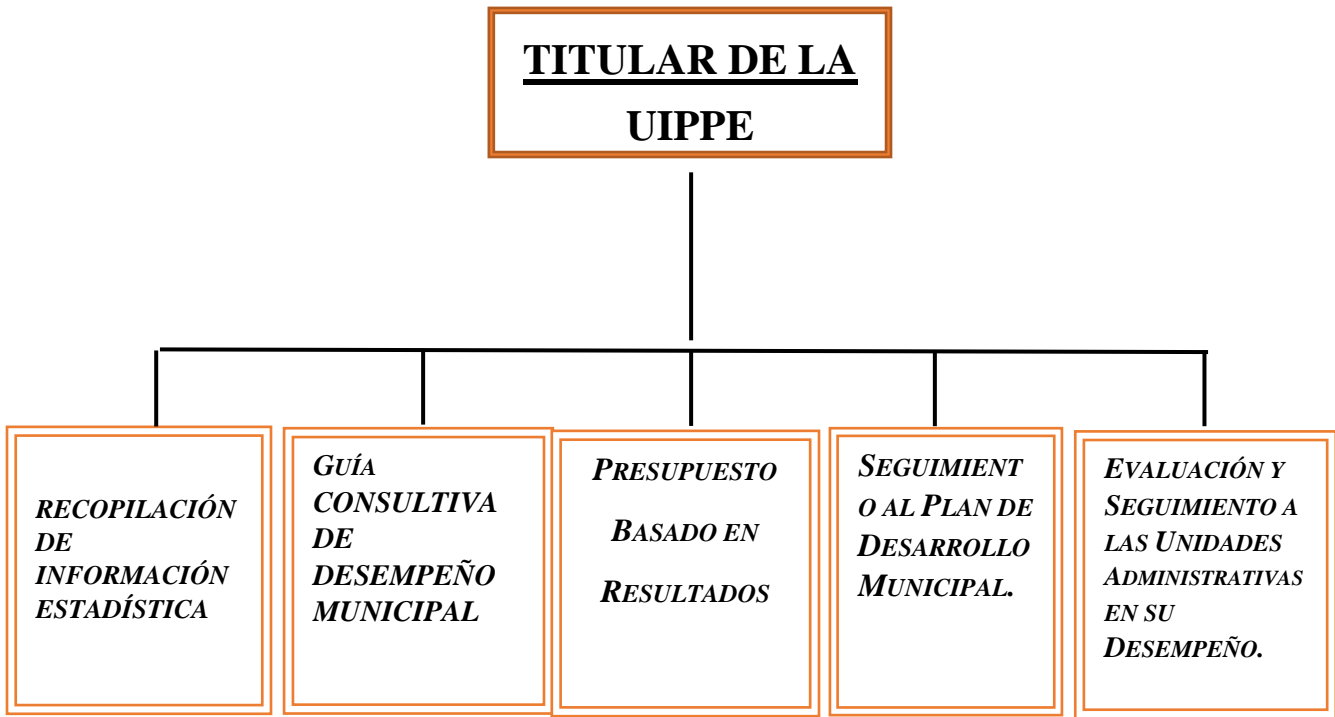 TITULAR DE LA
UIPPE
RECOPILACIÓN
DE
INFORMACIÓN
ESTADÍSTICA
GUÍA
CONSULTIVA
DE
DESEMPEÑO
MUNICIPAL
PRESUPUESTO
BASADO EN
RESULTADOS
SEGUIMIENT
O AL PLAN DE
DESARROLLO
MUNICIPAL.
EVALUACIÓN Y
SEGUIMIENTO A
LAS UNIDADES
ADMINISTRATIVAS
EN SU
DESEMPEÑO.